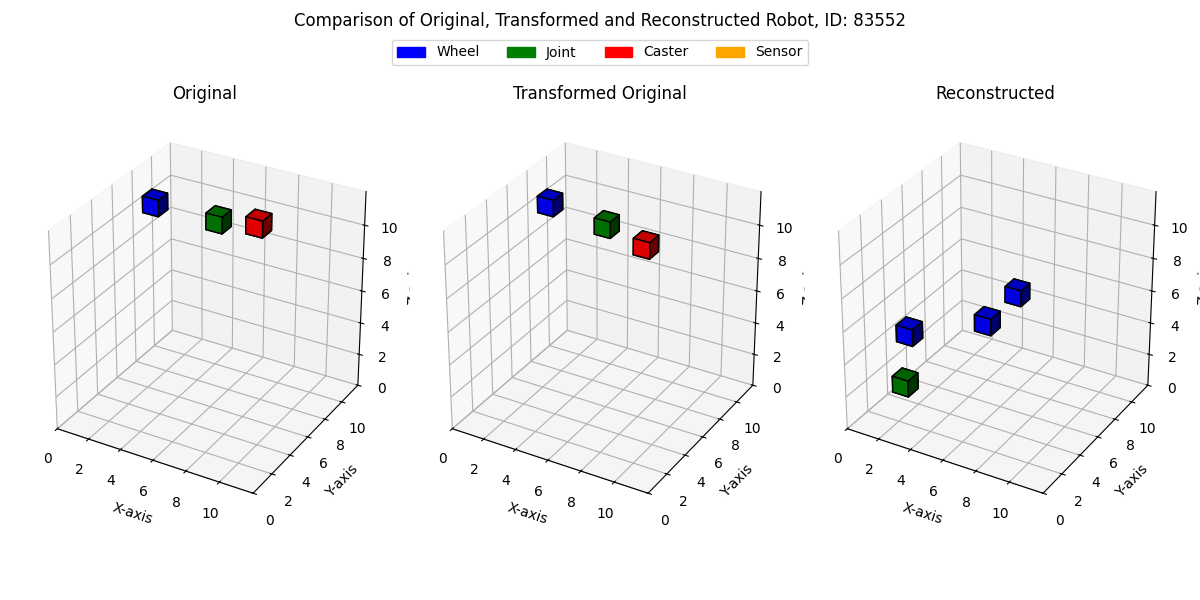 Comparison of Original, Transformed and Reconstructed Robot, ID: 83552
Wheel Joint Caster Sensor
Original
Transformed Original
Reconstructed
0 2 4 6 8 10
X-axis
0 2 4 6 8 10
Y-axis
0 2 4 6 8 10
0 2 4 6 8 10
X-axis
0 2 4 6 8 10
Y-axis
0 2 4 6 8 10
0 2 4 6 8 10
X-axis
0 2 4 6 8 10
Y-axis
0 2 4 6 8 10